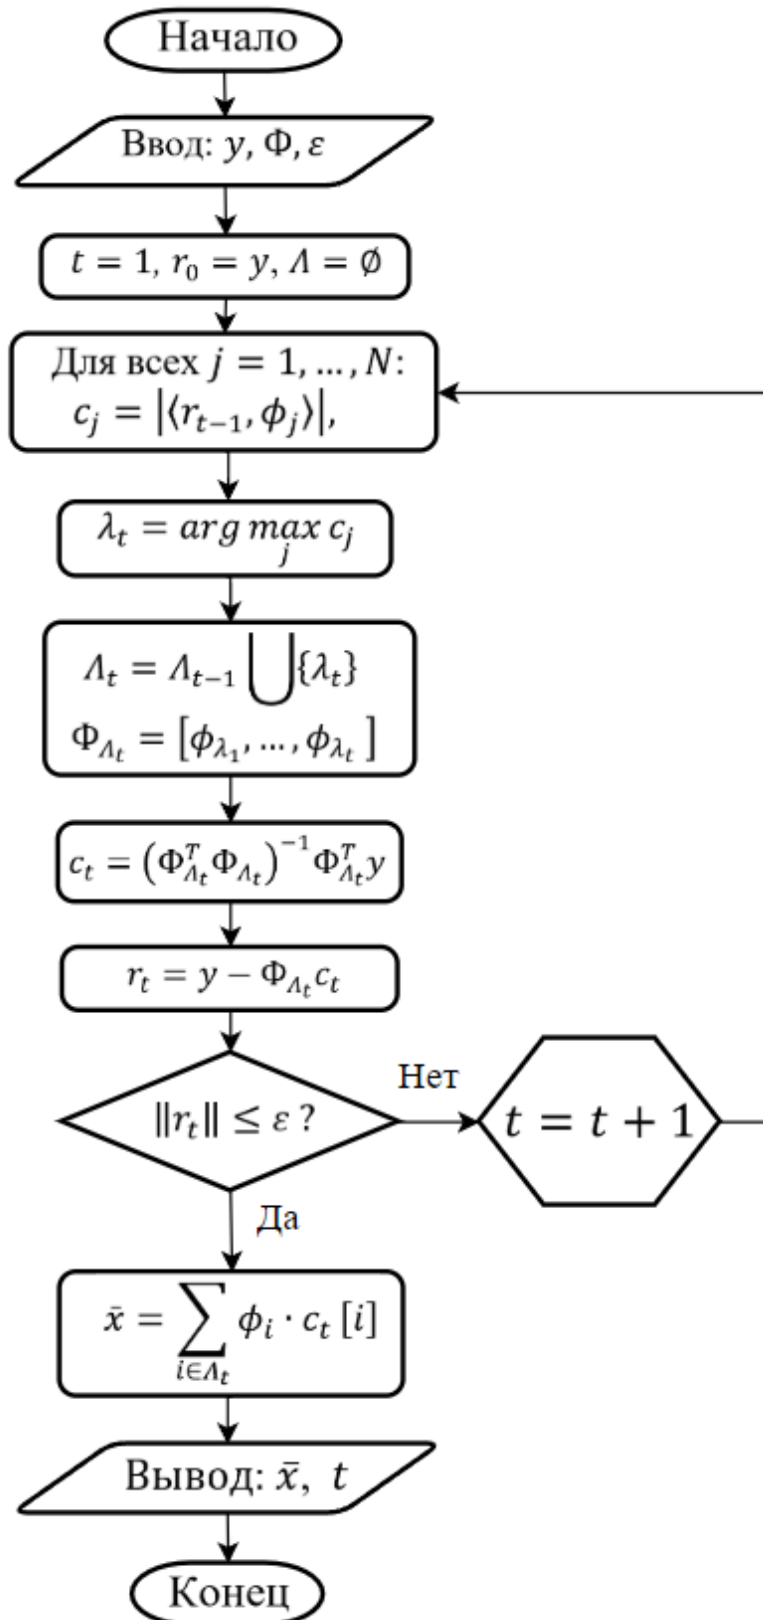 Начало
Ввод: y, Φ, ε
t = 1, r₀ = y, Λ = ∅
Для всех j = 1, …, N:
c_j = |⟨r_{t−1}, ϕ_j⟩|,
λ_t = arg max_j c_j
Λ_t = Λ_{t−1} ⋃{λ_t}
Φ_{Λ_t} = [ϕ_{λ_1}, …, ϕ_{λ_t} ]
c_t = (Φ_{Λ_t}^T Φ_{Λ_t})^{−1} Φ_{Λ_t}^T y
r_t = y − Φ_{Λ_t} c_t
‖r_t‖ ≤ ε ?
Нет
t = t + 1
Да
x̄ = ∑_{i∈Λ_t} ϕ_i · c_t [i]
Вывод: x̄, t
Конец